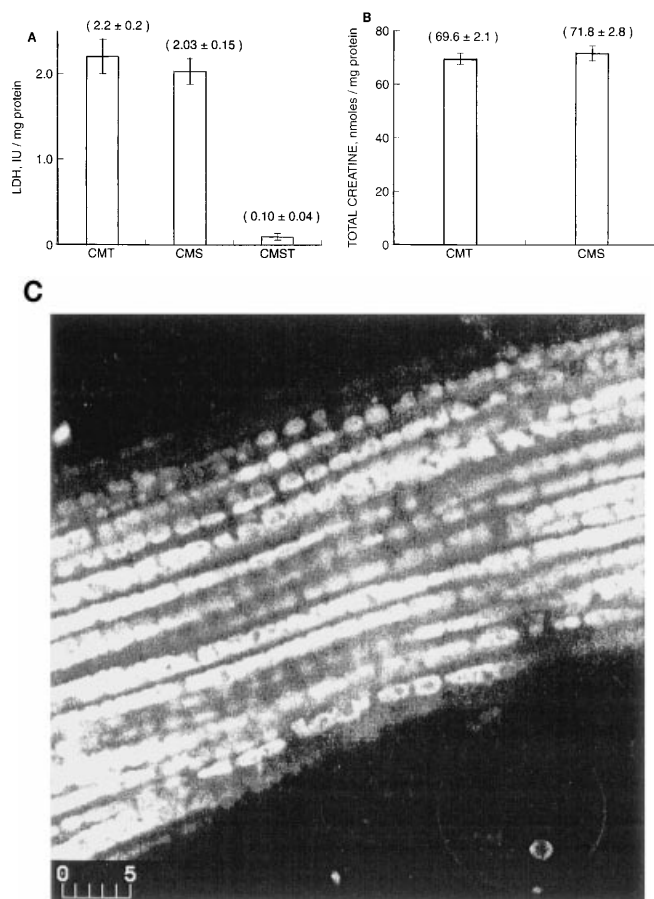 A
( 2.2 ± 0.2 )
( 2.03 ± 0.15 )
( 0.10 ± 0.04 )
LDH, IU / mg protein
2.0
1.0
0
CMT
CMS
CMST
B
( 69.6 ± 2.1 )
( 71.8 ± 2.8 )
TOTAL CREATINE, nmoles / mg protein
80
60
40
20
0
CMT
CMS
C
0 5